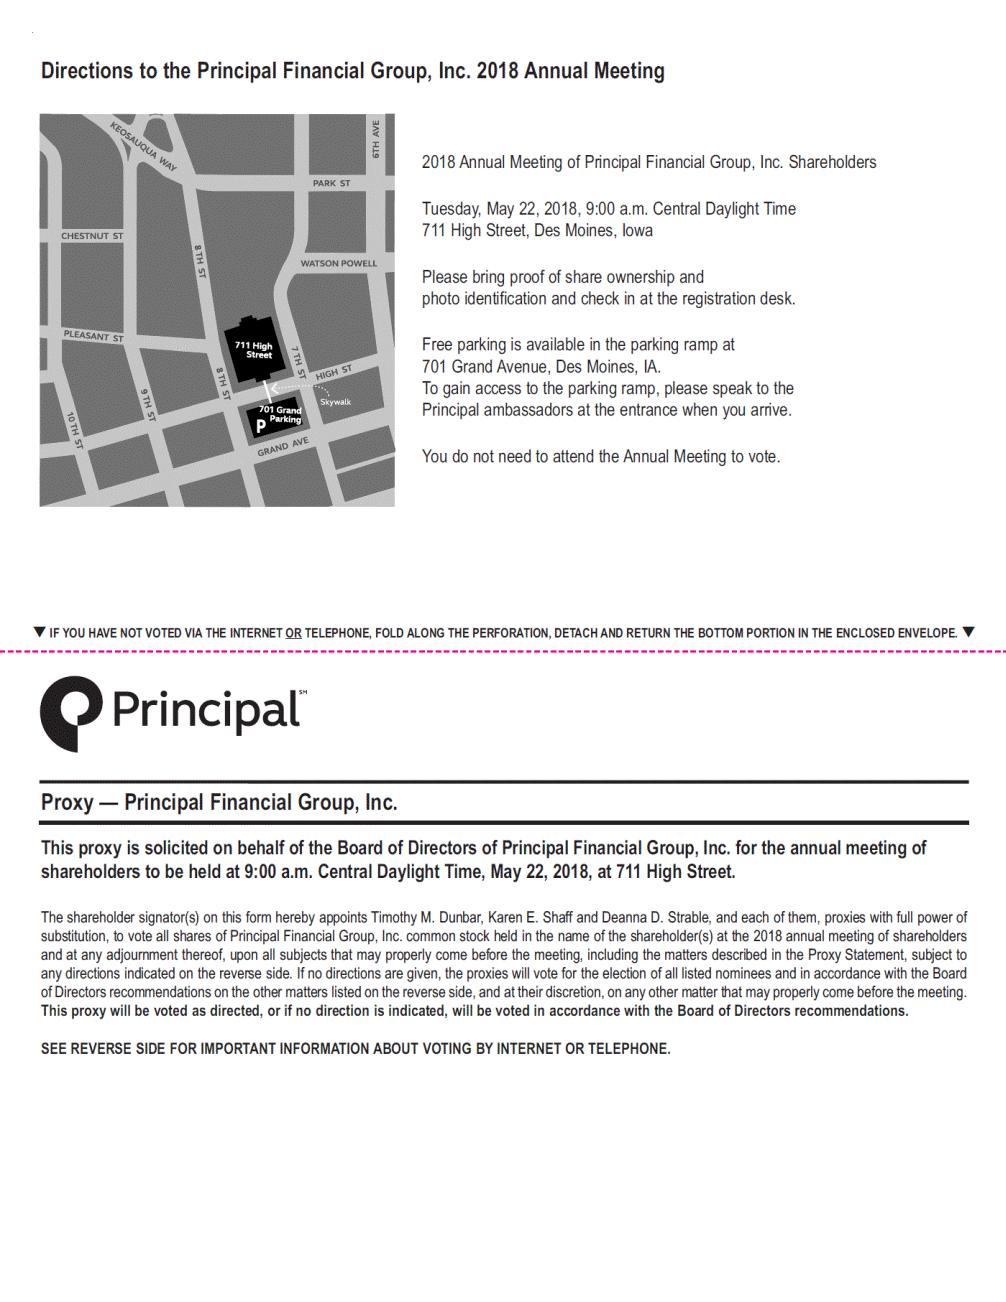 Directions to the Principal Financial Group, Inc. 2018 Annual Meeting
KEOSAUQUA WAY
6TH AVE
PARK ST
CHESTNUT ST
8TH ST
WATSON POWELL
PLEASANT ST
711 High
Street
7TH ST
8TH ST
HIGH ST
9TH ST
Skywalk
10TH ST
701 Grand
Parking
P
GRAND AVE
2018 Annual Meeting of Principal Financial Group, Inc. Shareholders
Tuesday, May 22, 2018, 9:00 a.m. Central Daylight Time
711 High Street, Des Moines, Iowa
Please bring proof of share ownership and
photo identification and check in at the registration desk.
Free parking is available in the parking ramp at
701 Grand Avenue, Des Moines, IA.
To gain access to the parking ramp, please speak to the
Principal ambassadors at the entrance when you arrive.
You do not need to attend the Annual Meeting to vote.
▼ IF YOU HAVE NOT VOTED VIA THE INTERNET OR TELEPHONE, FOLD ALONG THE PERFORATION, DETACH AND RETURN THE BOTTOM PORTION IN THE ENCLOSED ENVELOPE. ▼
Principal℠
Proxy — Principal Financial Group, Inc.
This proxy is solicited on behalf of the Board of Directors of Principal Financial Group, Inc. for the annual meeting of
shareholders to be held at 9:00 a.m. Central Daylight Time, May 22, 2018, at 711 High Street.
The shareholder signator(s) on this form hereby appoints Timothy M. Dunbar, Karen E. Shaff and Deanna D. Strable, and each of them, proxies with full power of
substitution, to vote all shares of Principal Financial Group, Inc. common stock held in the name of the shareholder(s) at the 2018 annual meeting of shareholders
and at any adjournment thereof, upon all subjects that may properly come before the meeting, including the matters described in the Proxy Statement, subject to
any directions indicated on the reverse side. If no directions are given, the proxies will vote for the election of all listed nominees and in accordance with the Board
of Directors recommendations on the other matters listed on the reverse side, and at their discretion, on any other matter that may properly come before the meeting.
This proxy will be voted as directed, or if no direction is indicated, will be voted in accordance with the Board of Directors recommendations.
SEE REVERSE SIDE FOR IMPORTANT INFORMATION ABOUT VOTING BY INTERNET OR TELEPHONE.